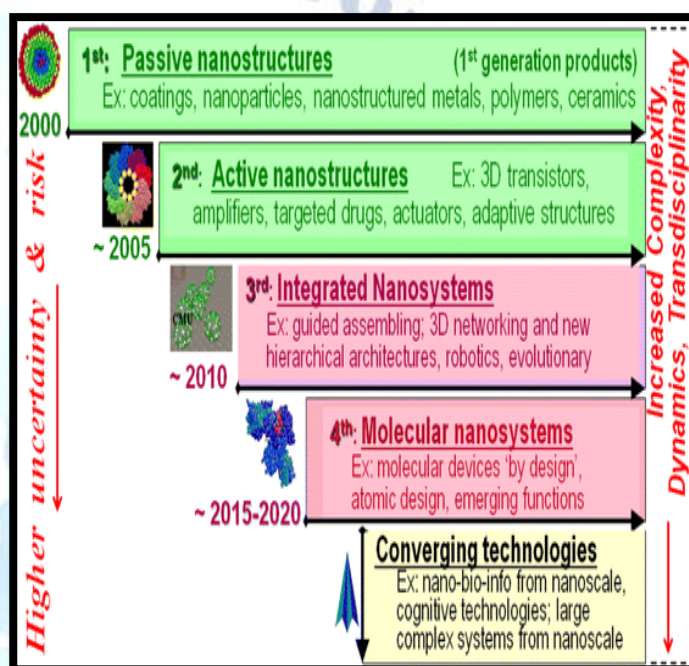 1st: Passive nanostructures (1st generation products)
Ex: coatings, nanoparticles, nanostructured metals, polymers, ceramics
2000
2nd: Active nanostructures Ex: 3D transistors,
amplifiers, targeted drugs, actuators, adaptive structures
~ 2005
3rd: Integrated Nanosystems
Ex: guided assembling; 3D networking and new
hierarchical architectures, robotics, evolutionary
CMU
~ 2010
4th: Molecular nanosystems
Ex: molecular devices ‘by design’,
atomic design, emerging functions
~ 2015-2020
Converging technologies
Ex: nano-bio-info from nanoscale,
cognitive technologies; large
complex systems from nanoscale
Higher uncertainty & risk
Increased Complexity,
Dynamics, Transdisciplinarity